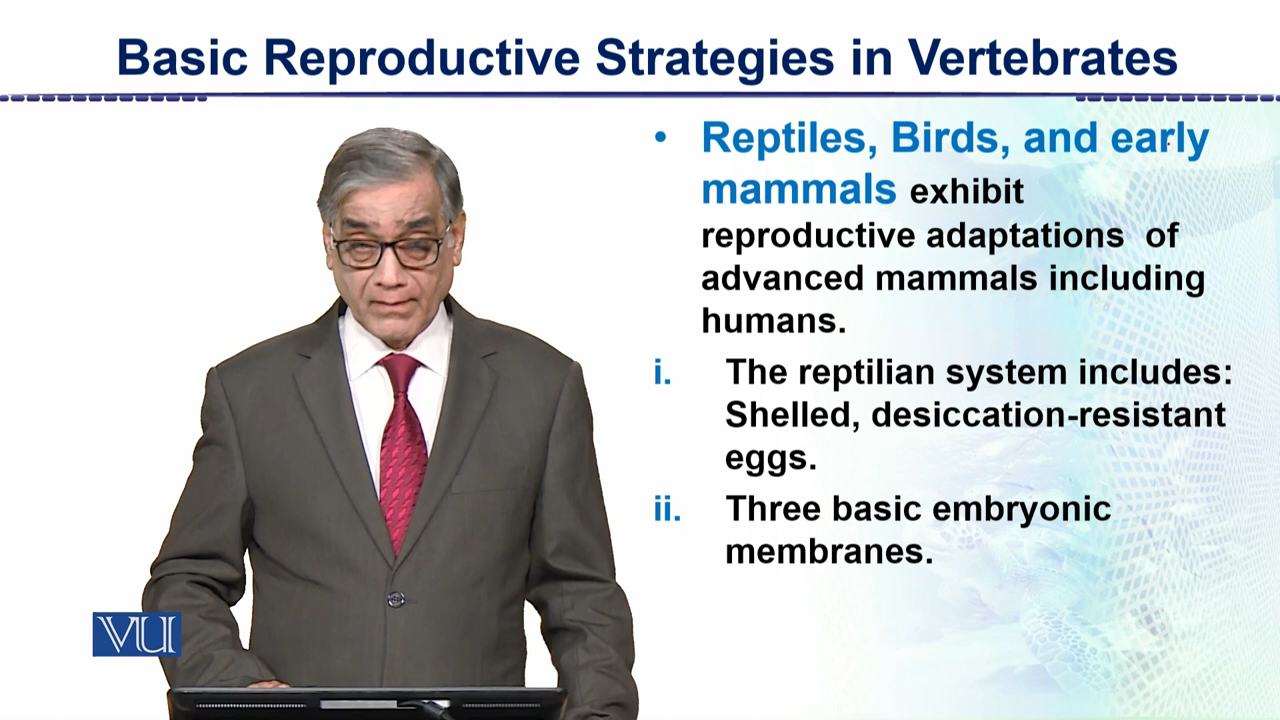 Basic Reproductive Strategies in Vertebrates
• Reptiles, Birds, and early
mammals exhibit
reproductive adaptations of
advanced mammals including
humans.
i. The reptilian system includes:
Shelled, desiccation-resistant
eggs.
ii. Three basic embryonic
membranes.
VU